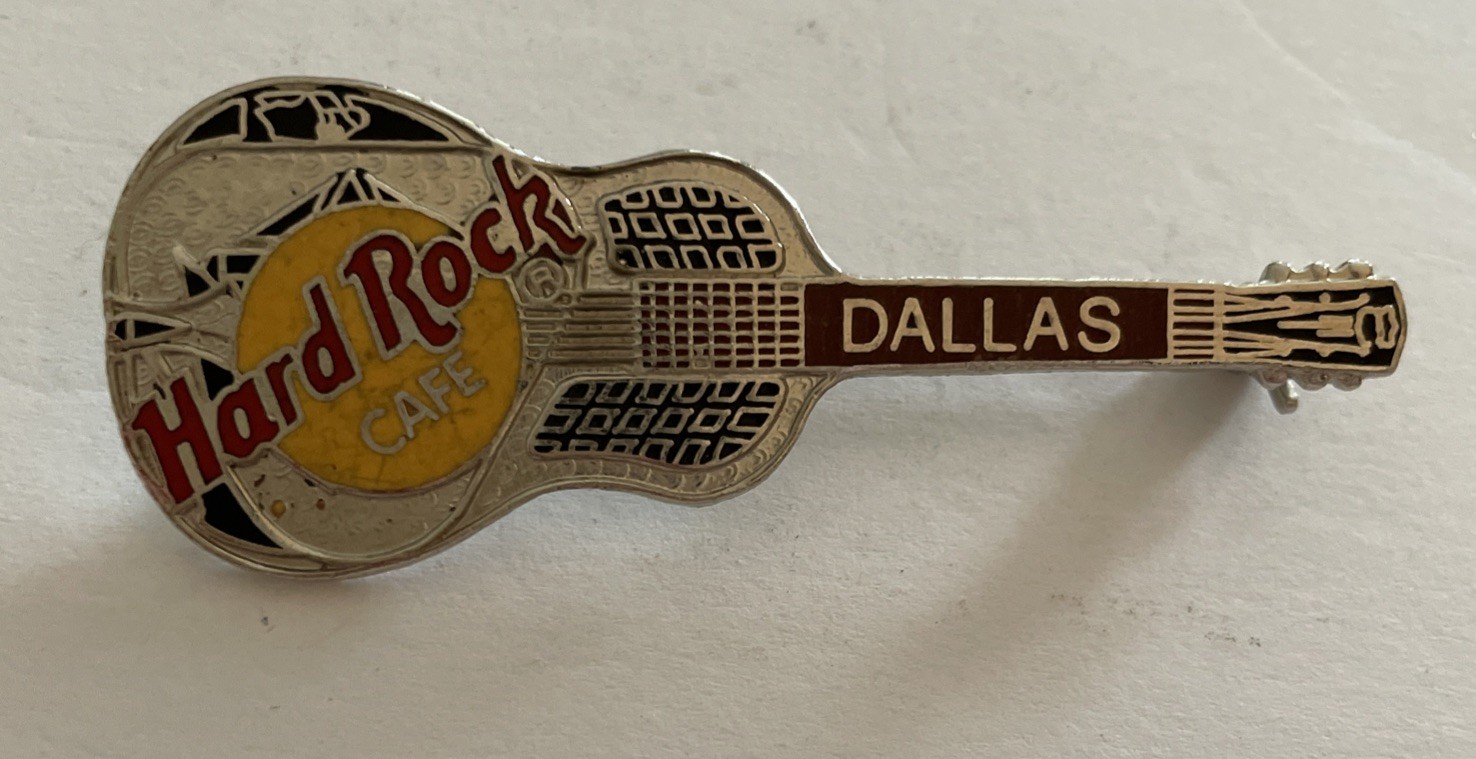 Hard Rock
CAFE
®
DALLAS